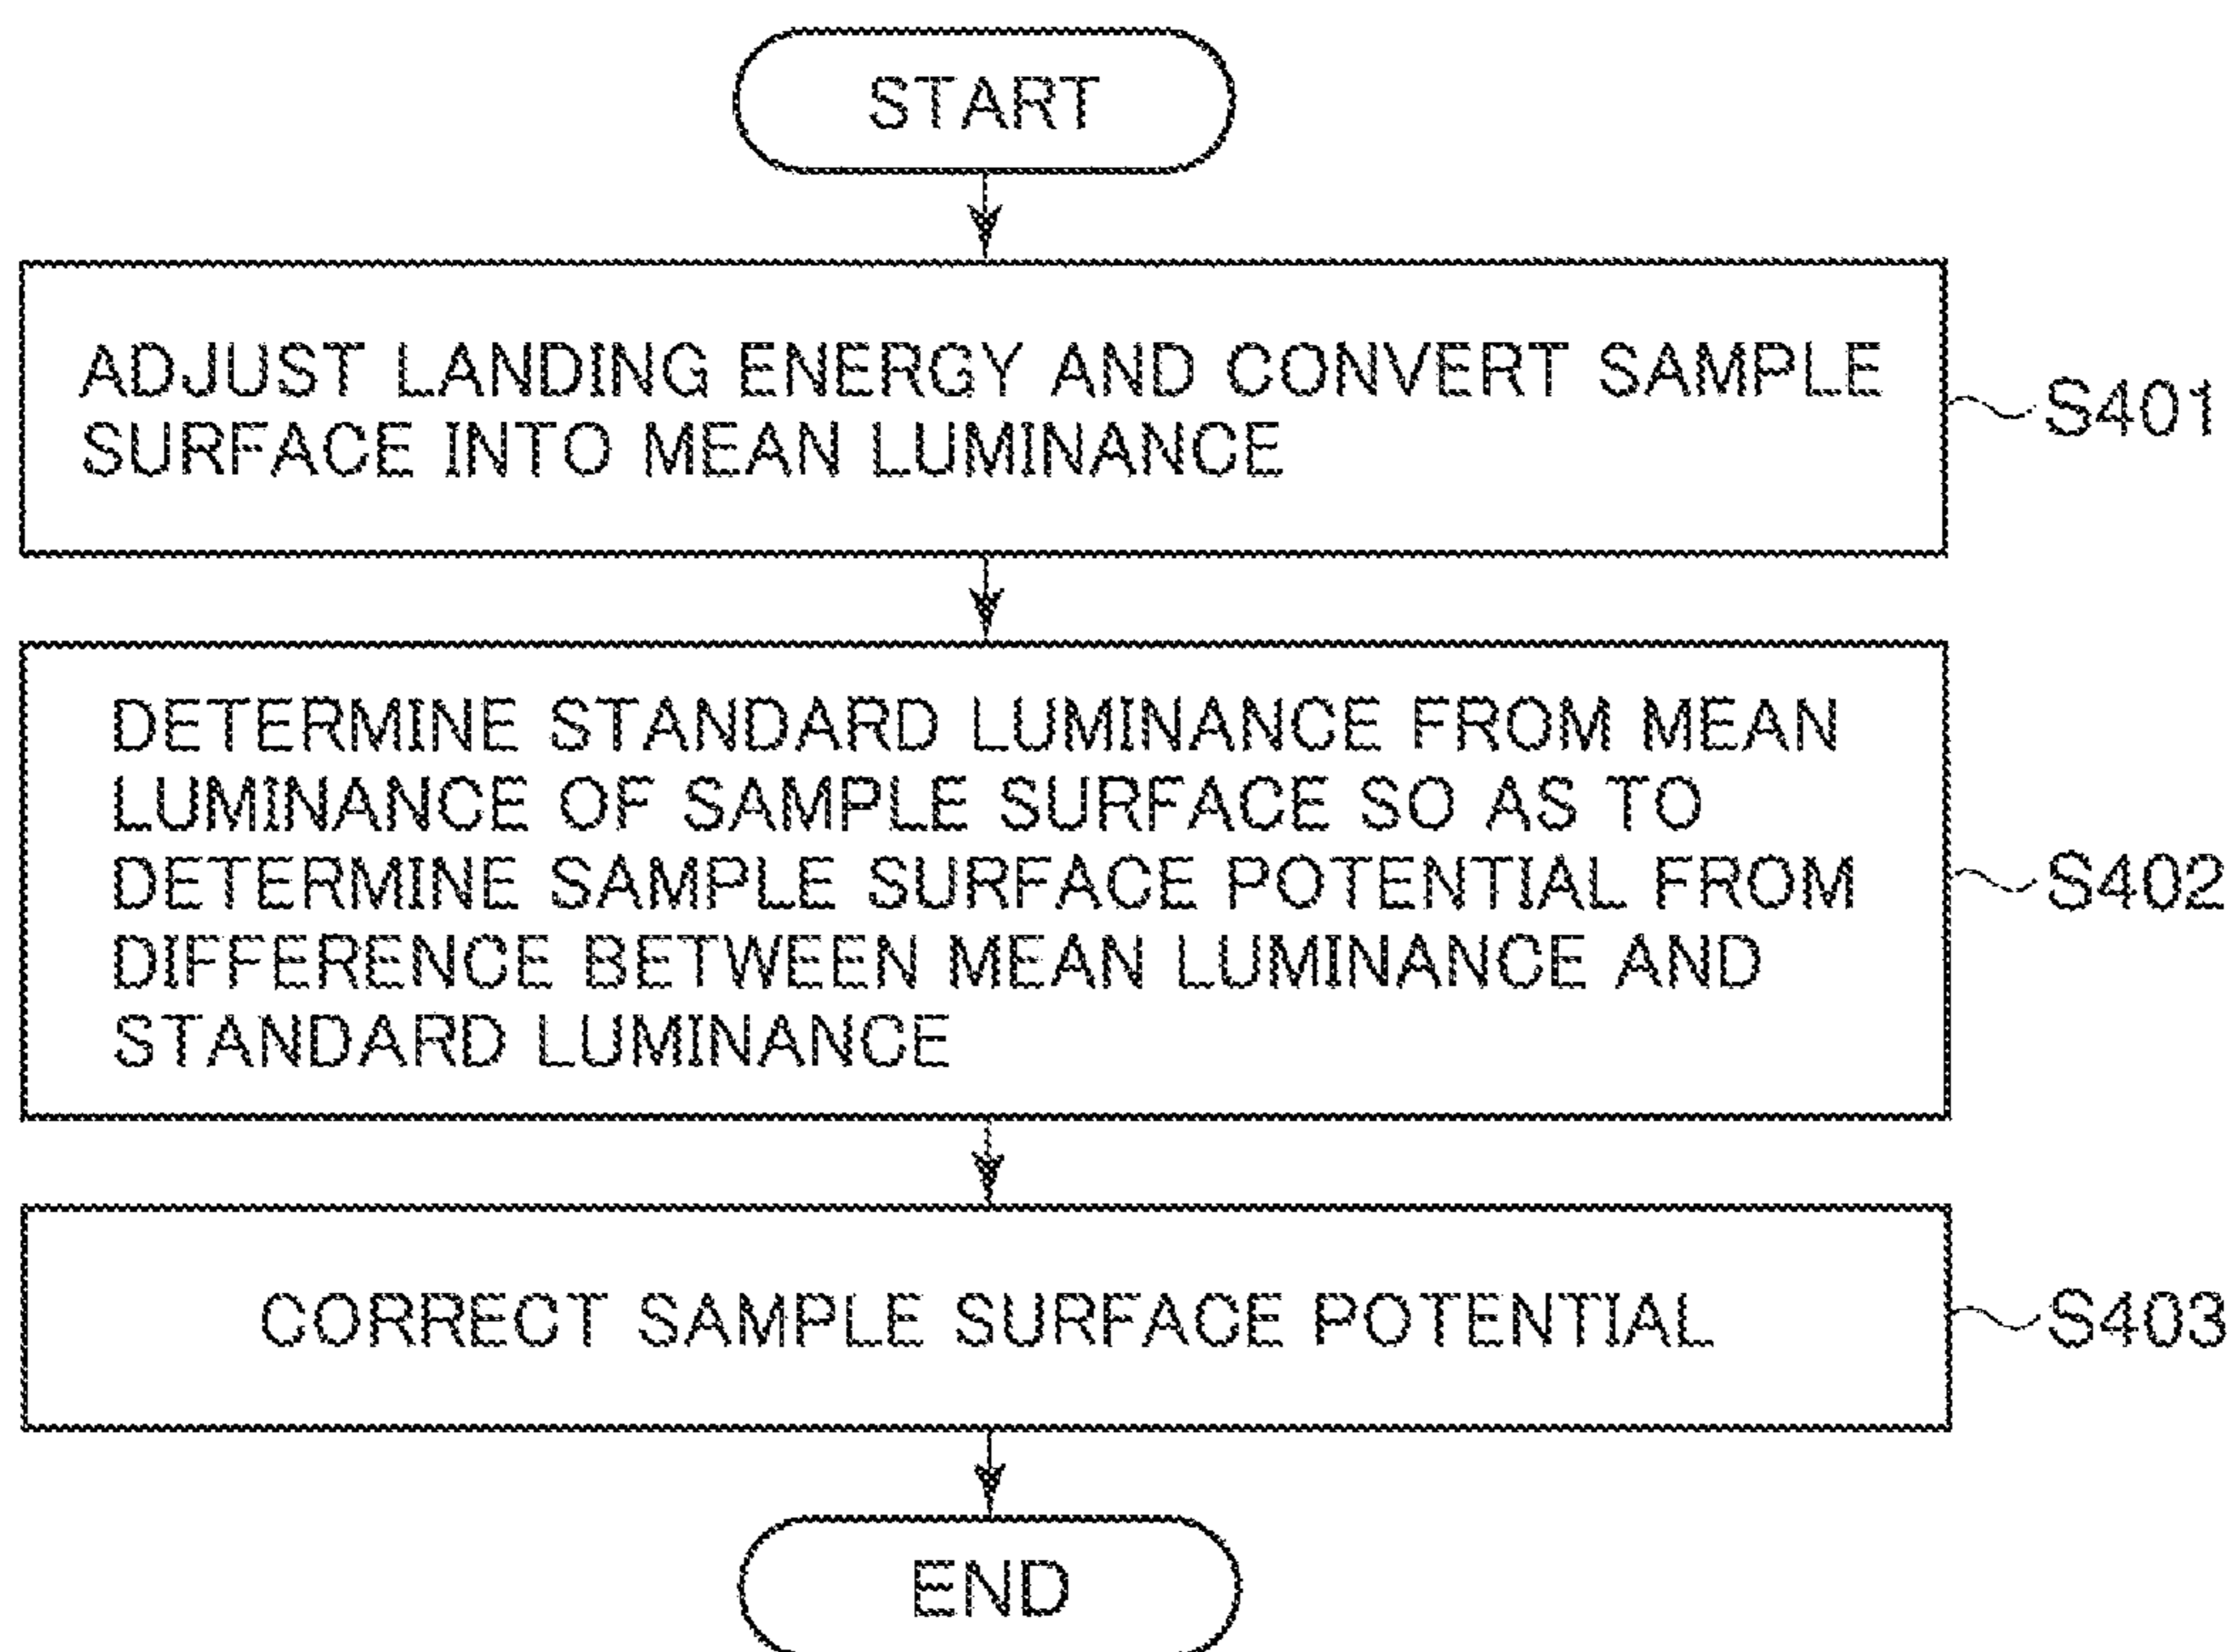 START
ADJUST LANDING ENERGY AND CONVERT SAMPLE
SURFACE INTO MEAN LUMINANCE
S401
DETERMINE STANDARD LUMINANCE FROM MEAN
LUMINANCE OF SAMPLE SURFACE SO AS TO
DETERMINE SAMPLE SURFACE POTENTIAL FROM
DIFFERENCE BETWEEN MEAN LUMINANCE AND
STANDARD LUMINANCE
S402
CORRECT SAMPLE SURFACE POTENTIAL
S403
END